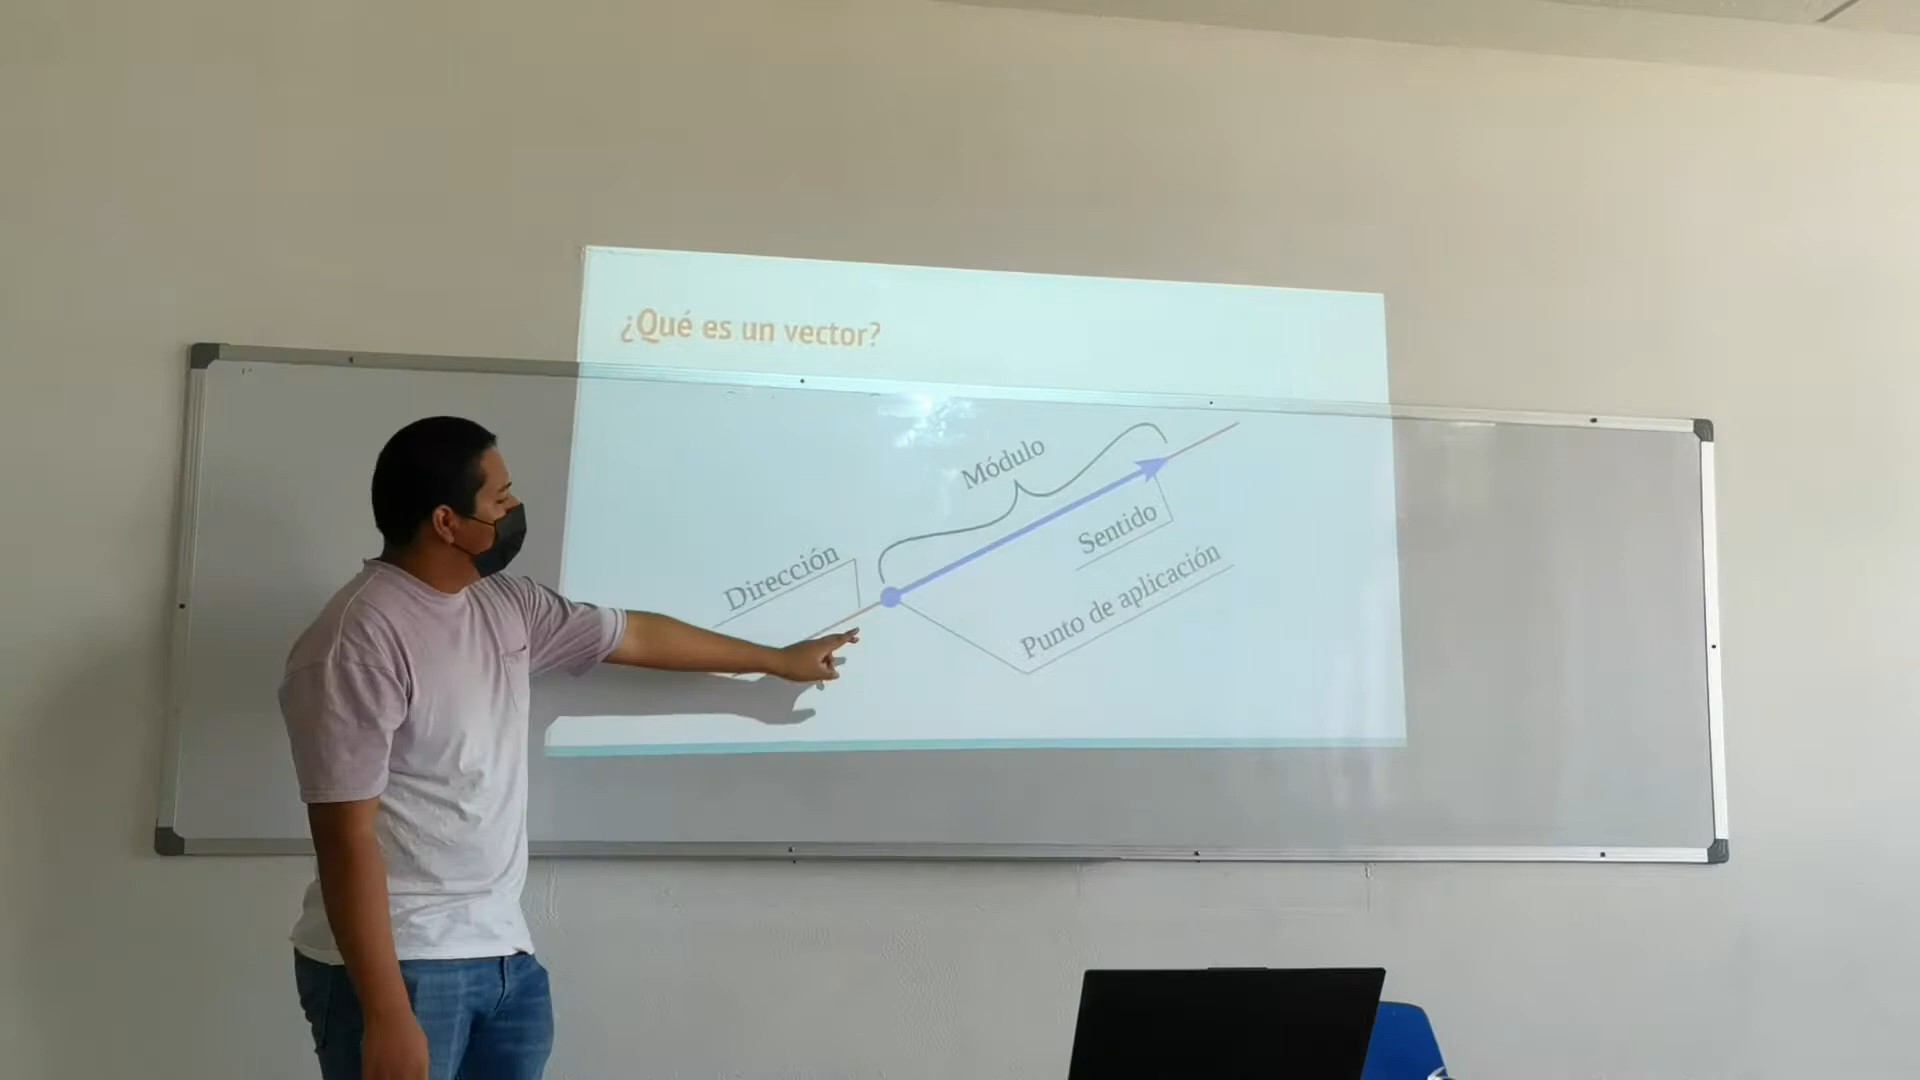 ¿Qué es un vector?
Módulo
Sentido
Dirección
Punto de aplicación